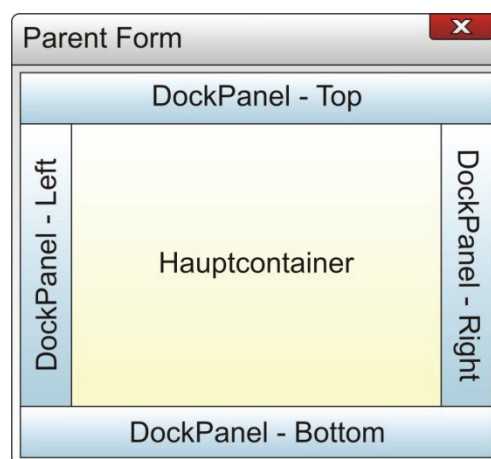 Parent Form
DockPanel - Top
DockPanel - Left
Hauptcontainer
DockPanel - Right
DockPanel - Bottom